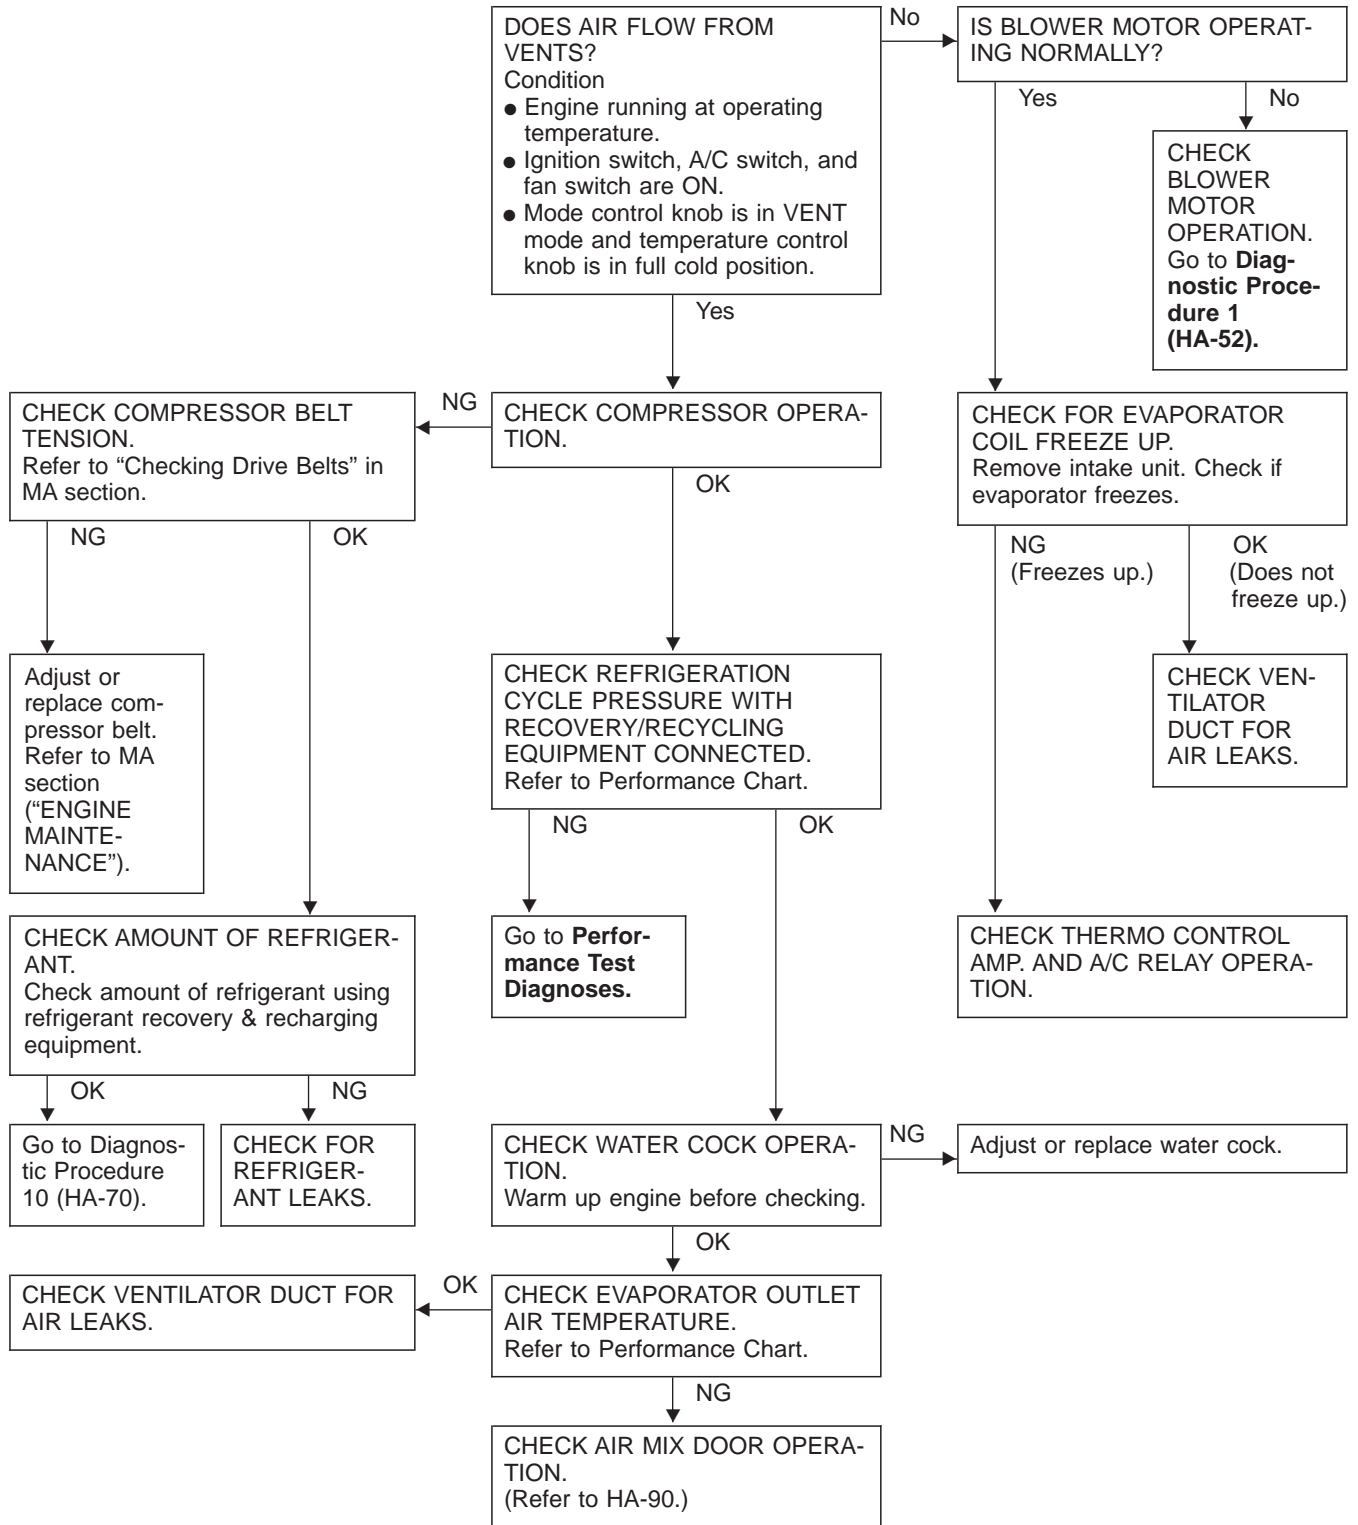 DOES AIR FLOW FROM
VENTS?
Condition
● Engine running at operating
temperature.
● Ignition switch, A/C switch, and
fan switch are ON.
● Mode control knob is in VENT
mode and temperature control
knob is in full cold position.
No
IS BLOWER MOTOR OPERAT-
ING NORMALLY?
Yes
No
CHECK
BLOWER
MOTOR
OPERATION.
Go to Diag-
nostic Proce-
dure 1
(HA-52).
Yes
CHECK COMPRESSOR BELT
TENSION.
Refer to “Checking Drive Belts” in
MA section.
NG
CHECK COMPRESSOR OPERA-
TION.
CHECK FOR EVAPORATOR
COIL FREEZE UP.
Remove intake unit. Check if
evaporator freezes.
NG
OK
OK
NG
(Freezes up.)
OK
(Does not
freeze up.)
Adjust or
replace com-
pressor belt.
Refer to MA
section
(“ENGINE
MAINTE-
NANCE”).
CHECK REFRIGERATION
CYCLE PRESSURE WITH
RECOVERY/RECYCLING
EQUIPMENT CONNECTED.
Refer to Performance Chart.
CHECK VEN-
TILATOR
DUCT FOR
AIR LEAKS.
NG
OK
CHECK AMOUNT OF REFRIGER-
ANT.
Check amount of refrigerant using
refrigerant recovery & recharging
equipment.
Go to Perfor-
mance Test
Diagnoses.
CHECK THERMO CONTROL
AMP. AND A/C RELAY OPERA-
TION.
OK
NG
Go to Diagnos-
tic Procedure
10 (HA-70).
CHECK FOR
REFRIGER-
ANT LEAKS.
CHECK WATER COCK OPERA-
TION.
Warm up engine before checking.
NG
Adjust or replace water cock.
OK
CHECK VENTILATOR DUCT FOR
AIR LEAKS.
OK
CHECK EVAPORATOR OUTLET
AIR TEMPERATURE.
Refer to Performance Chart.
NG
CHECK AIR MIX DOOR OPERA-
TION.
(Refer to HA-90.)